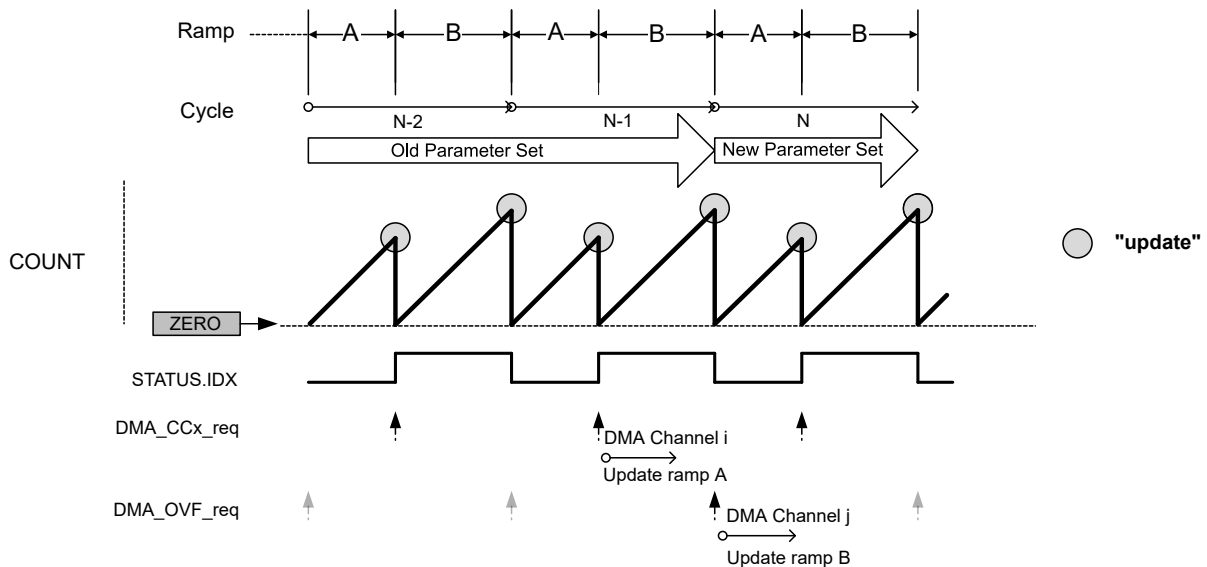 Ramp A B A B A B
Cycle
N-2 N-1 N
Old Parameter Set New Parameter Set
"update"
COUNT
ZERO
STATUS.IDX
DMA_CCx_req
DMA Channel i
Update ramp A
DMA_OVF_req
DMA Channel j
Update ramp B